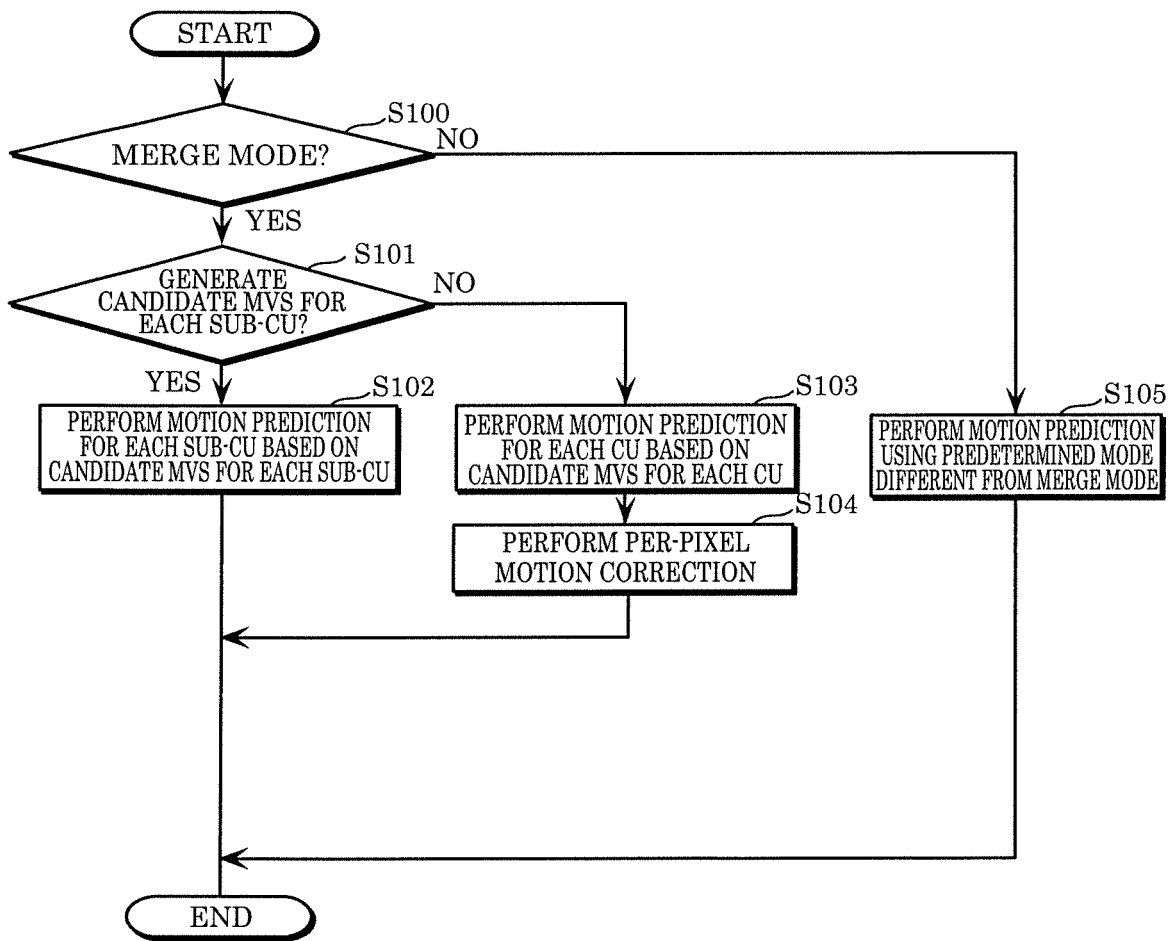 START
S100
MERGE MODE?
NO
YES
S101
GENERATE
CANDIDATE MVS FOR
EACH SUB-CU?
NO
YES
S102
PERFORM MOTION PREDICTION
FOR EACH SUB-CU BASED ON
CANDIDATE MVS FOR EACH SUB-CU
S103
PERFORM MOTION PREDICTION
FOR EACH CU BASED ON
CANDIDATE MVS FOR EACH CU
S105
PERFORM MOTION PREDICTION
USING PREDETERMINED MODE
DIFFERENT FROM MERGE MODE
S104
PERFORM PER-PIXEL
MOTION CORRECTION
END